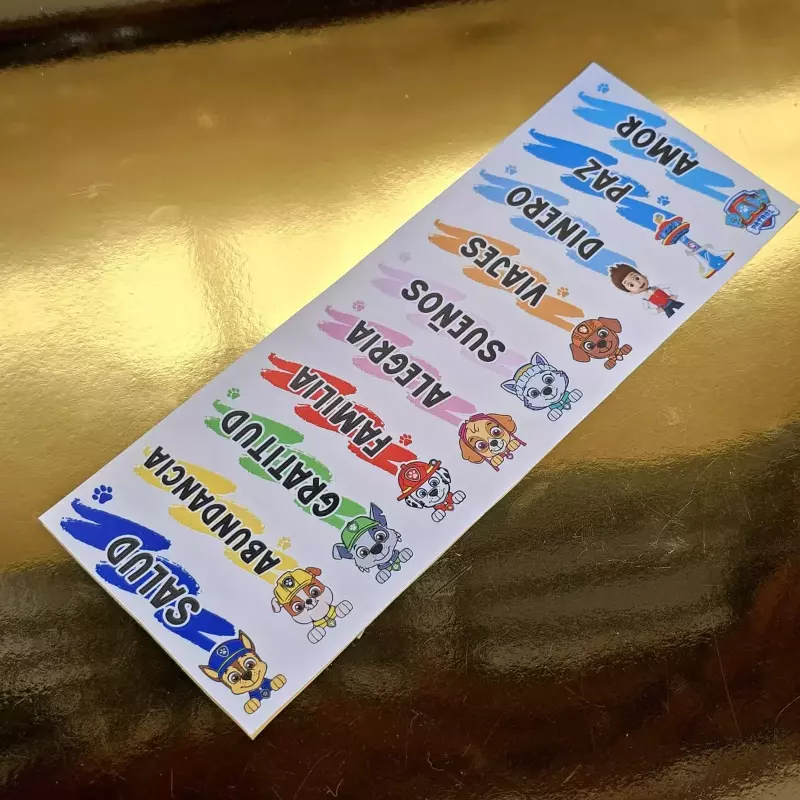 AMOR
PAZ
DINERO
VIAJES
SUEÑOS
ALEGRIA
FAMILIA
GRATITUD
ABUNDANCIA
SALUD